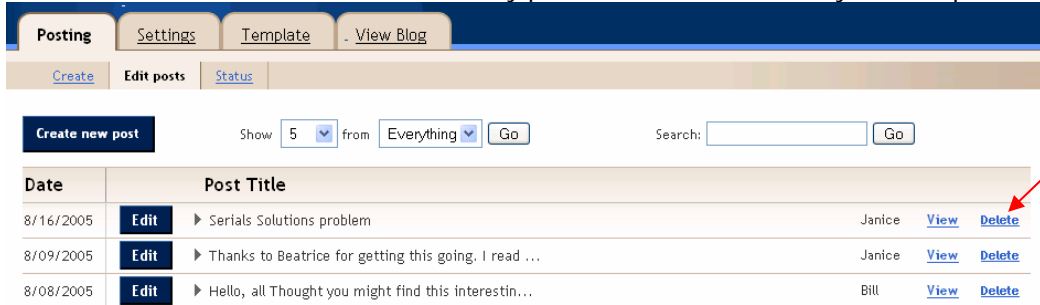 Posting Settings Template View Blog
Create Edit posts Status
Create new post Show 5 from Everything Go Search: Go
Date Post Title
8/16/2005 Edit Serials Solutions problem Janice View Delete
8/09/2005 Edit Thanks to Beatrice for getting this going. I read ... Janice View Delete
8/08/2005 Edit Hello, all Thought you might find this interestin... Bill View Delete